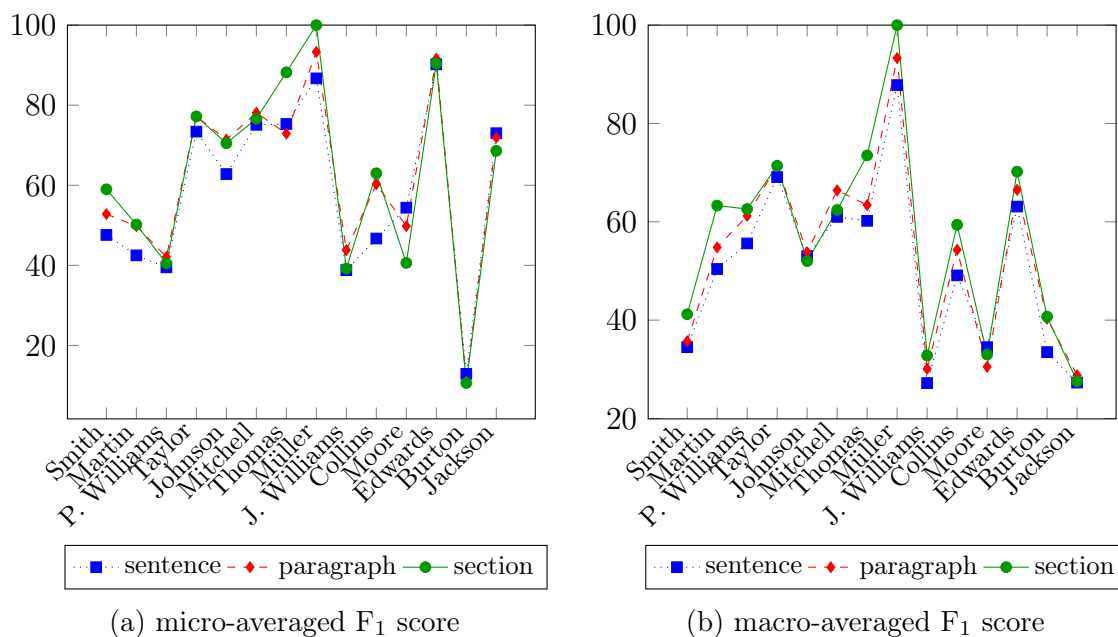 100
80
60
40
20
Smith
Martin
P. Williams
Taylor
Johnson
Mitchell
Thomas
Müller
J. Williams
Collins
Moore
Edwards
Burton
Jackson
sentence paragraph section
(a) micro-averaged F₁ score
100
80
60
40
20
Smith
Martin
P. Williams
Taylor
Johnson
Mitchell
Thomas
Müller
J. Williams
Collins
Moore
Edwards
Burton
Jackson
sentence paragraph section
(b) macro-averaged F₁ score